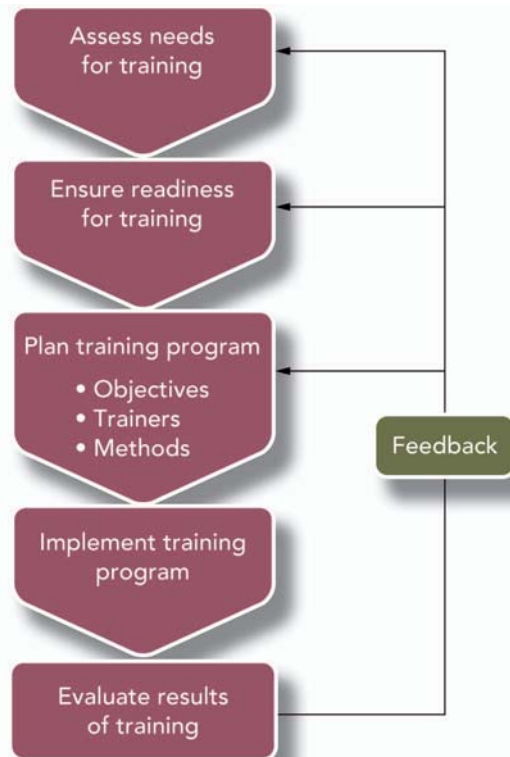 Assess needs
for training
Ensure readiness
for training
Plan training program
• Objectives
• Trainers
• Methods
Feedback
Implement training
program
Evaluate results
of training